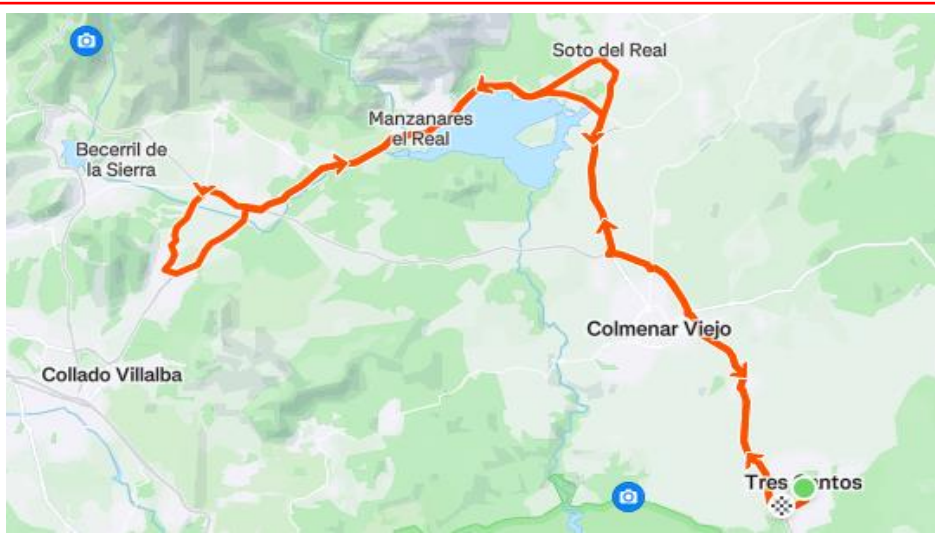 Soto del Real
Manzanares
el Real
Becerril de
la Sierra
Colmenar Viejo
Collado Villalba
Tres